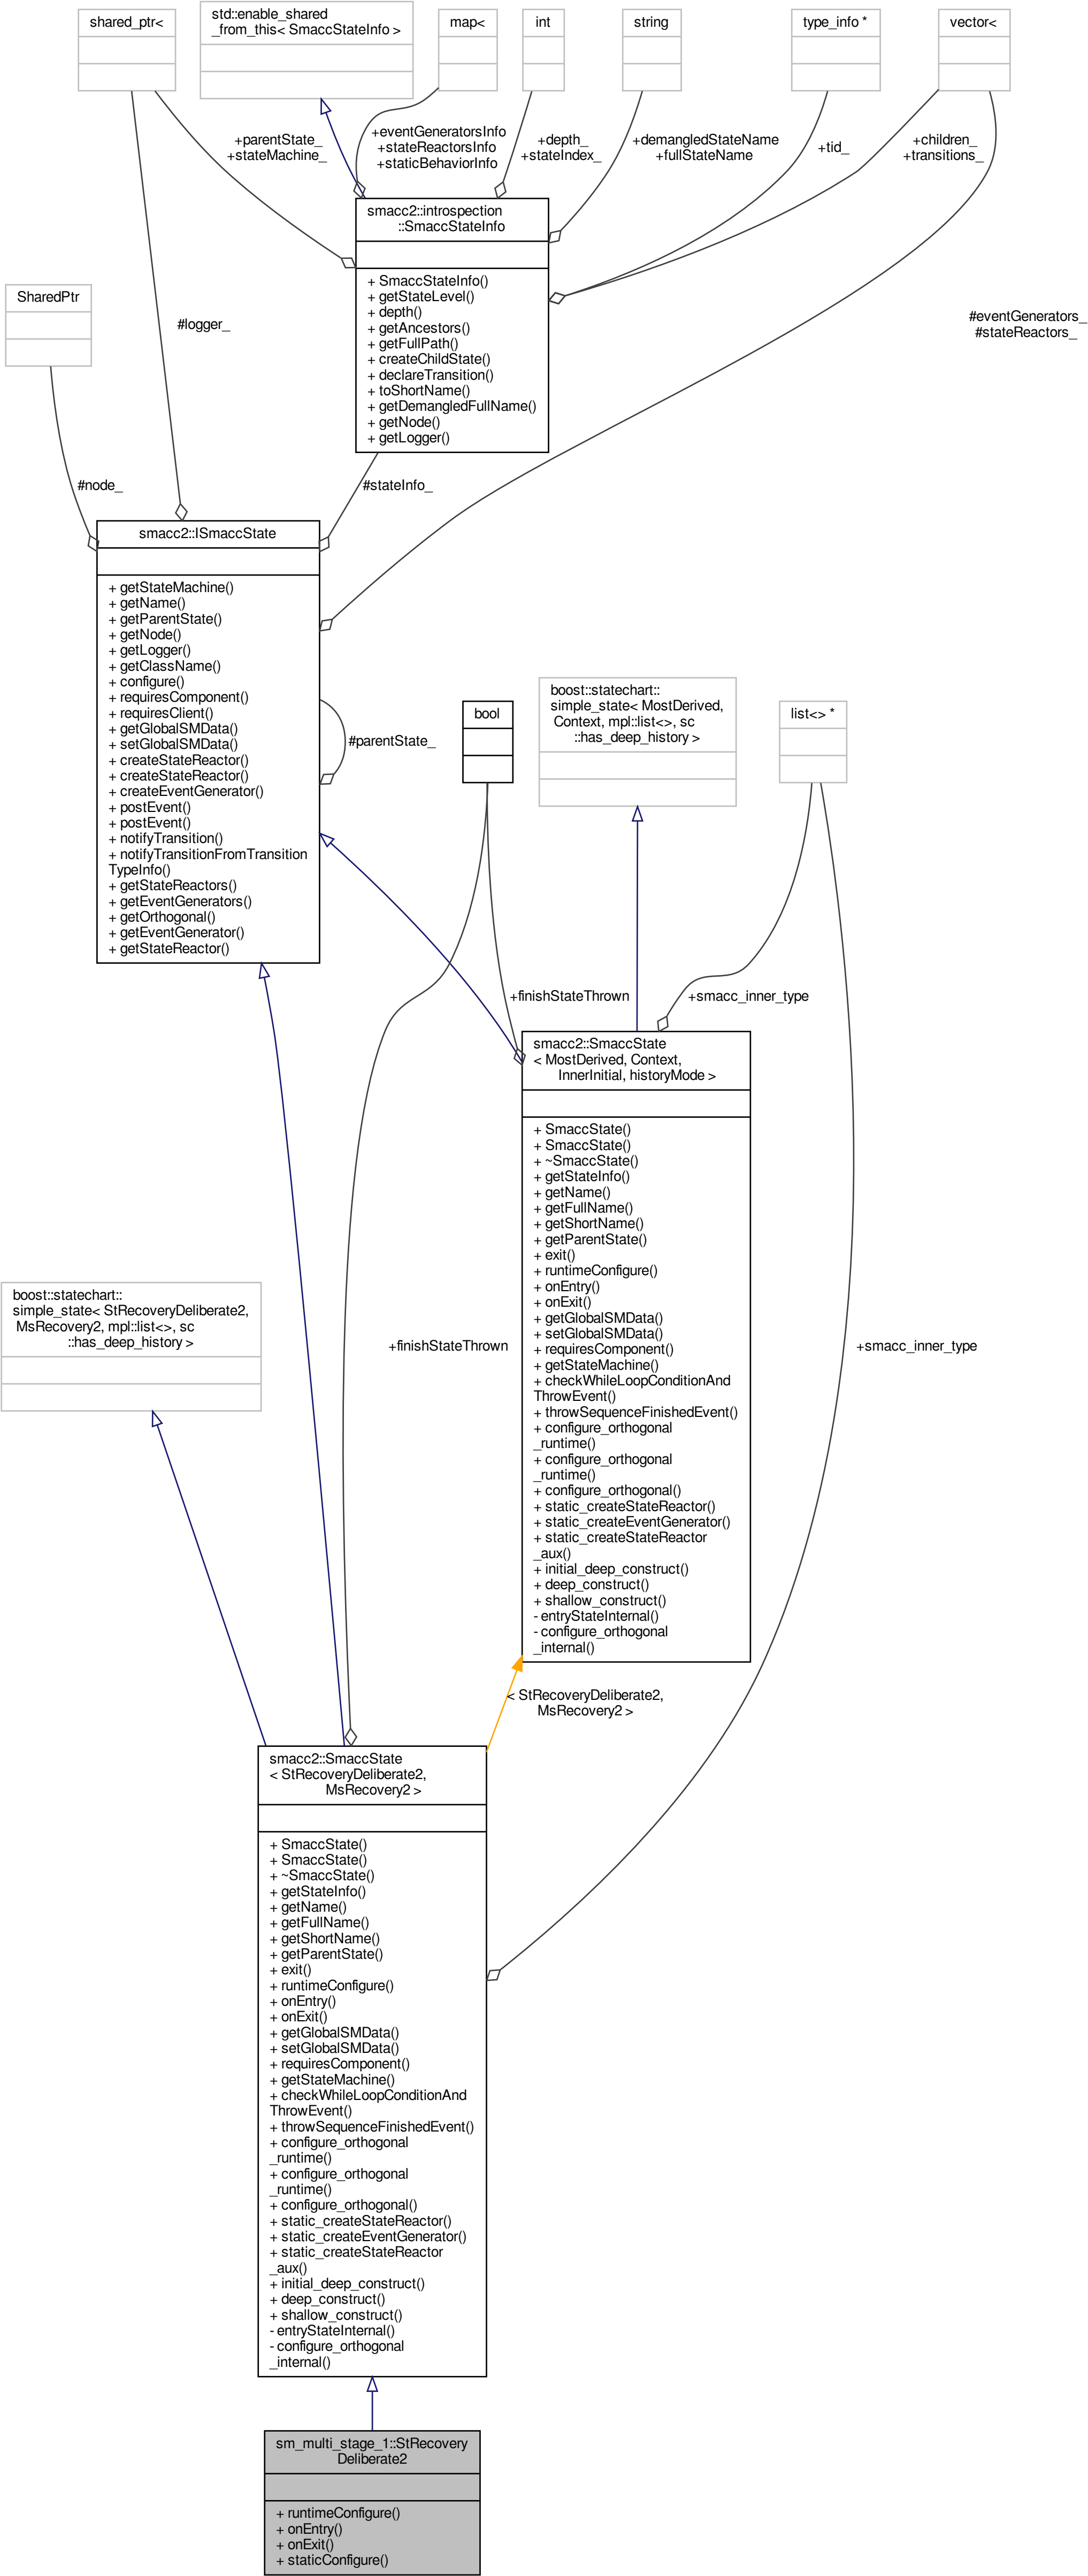 shared_ptr<
std::enable_shared
_from_this< SmaccStateInfo >
map<
int
string
type_info *
vector<
+parentState_
+stateMachine_
+eventGeneratorsInfo
+stateReactorsInfo
+staticBehaviorInfo
+depth_
+stateIndex_
+demangledStateName
+fullStateName
+tid_
+children_
+transitions_
smacc2::introspection
::SmaccStateInfo
+ SmaccStateInfo()
+ getStateLevel()
+ depth()
+ getAncestors()
+ getFullPath()
+ createChildState()
+ declareTransition()
+ toShortName()
+ getDemangledFullName()
+ getNode()
+ getLogger()
SharedPtr
#logger_
#eventGenerators_
#stateReactors_
#node_
#stateInfo_
smacc2::ISmaccState
+ getStateMachine()
+ getName()
+ getParentState()
+ getNode()
+ getLogger()
+ getClassName()
+ configure()
+ requiresComponent()
+ requiresClient()
+ getGlobalSMData()
+ setGlobalSMData()
+ createStateReactor()
+ createStateReactor()
+ createEventGenerator()
+ postEvent()
+ postEvent()
+ notifyTransition()
+ notifyTransitionFromTransition
TypeInfo()
+ getStateReactors()
+ getEventGenerators()
+ getOrthogonal()
+ getEventGenerator()
+ getStateReactor()
#parentState_
bool
boost::statechart::
simple_state< MostDerived,
Context, mpl::list<>, sc
::has_deep_history >
list<> *
+finishStateThrown
+smacc_inner_type
smacc2::SmaccState
< MostDerived, Context,
InnerInitial, historyMode >
+ SmaccState()
+ SmaccState()
+ ~SmaccState()
+ getStateInfo()
+ getName()
+ getFullName()
+ getShortName()
+ getParentState()
+ exit()
+ runtimeConfigure()
+ onEntry()
+ onExit()
+ getGlobalSMData()
+ setGlobalSMData()
+ requiresComponent()
+ getStateMachine()
+ checkWhileLoopConditionAnd
ThrowEvent()
+ throwSequenceFinishedEvent()
+ configure_orthogonal
_runtime()
+ configure_orthogonal
_runtime()
+ configure_orthogonal()
+ static_createStateReactor()
+ static_createEventGenerator()
+ static_createStateReactor
_aux()
+ initial_deep_construct()
+ deep_construct()
+ shallow_construct()
- entryStateInternal()
- configure_orthogonal
_internal()
boost::statechart::
simple_state< StRecoveryDeliberate2,
MsRecovery2, mpl::list<>, sc
::has_deep_history >
+finishStateThrown
+smacc_inner_type
< StRecoveryDeliberate2,
MsRecovery2 >
smacc2::SmaccState
< StRecoveryDeliberate2,
MsRecovery2 >
+ SmaccState()
+ SmaccState()
+ ~SmaccState()
+ getStateInfo()
+ getName()
+ getFullName()
+ getShortName()
+ getParentState()
+ exit()
+ runtimeConfigure()
+ onEntry()
+ onExit()
+ getGlobalSMData()
+ setGlobalSMData()
+ requiresComponent()
+ getStateMachine()
+ checkWhileLoopConditionAnd
ThrowEvent()
+ throwSequenceFinishedEvent()
+ configure_orthogonal
_runtime()
+ configure_orthogonal
_runtime()
+ configure_orthogonal()
+ static_createStateReactor()
+ static_createEventGenerator()
+ static_createStateReactor
_aux()
+ initial_deep_construct()
+ deep_construct()
+ shallow_construct()
- entryStateInternal()
- configure_orthogonal
_internal()
sm_multi_stage_1::StRecovery
Deliberate2
+ runtimeConfigure()
+ onEntry()
+ onExit()
+ staticConfigure()